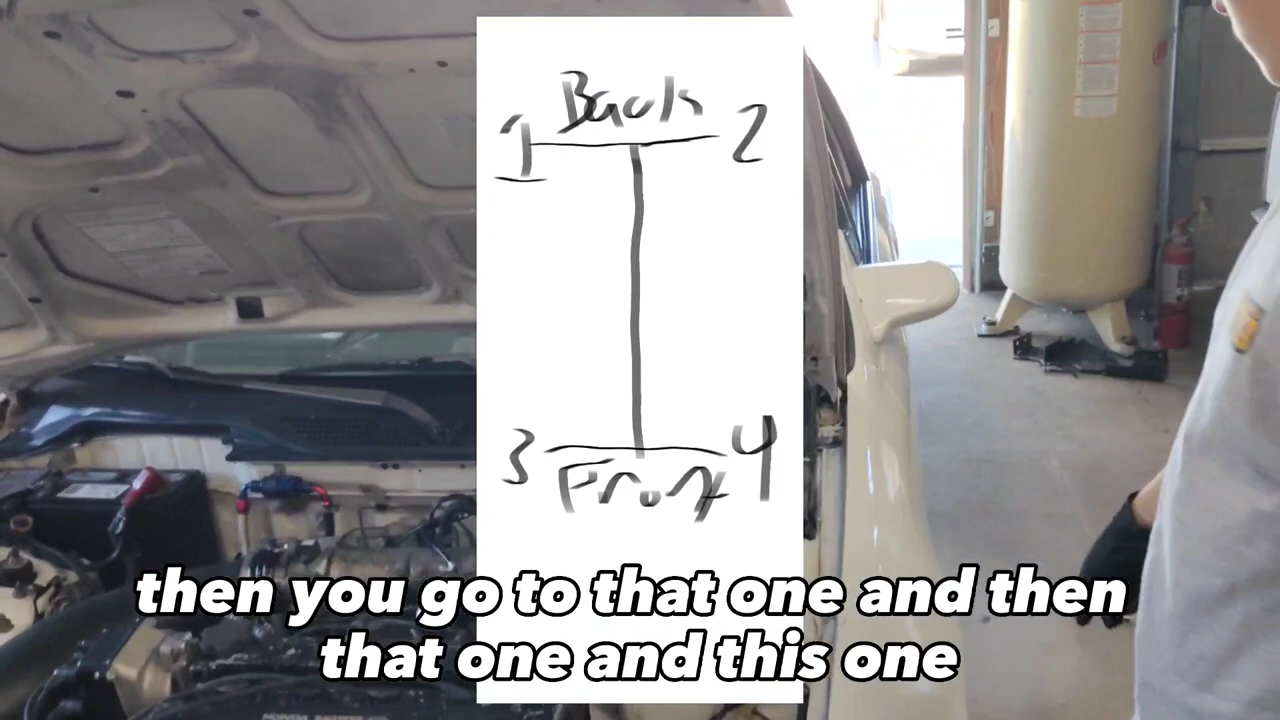 Back
1 2
3 4
Front
then you go to that one and then
that one and this one